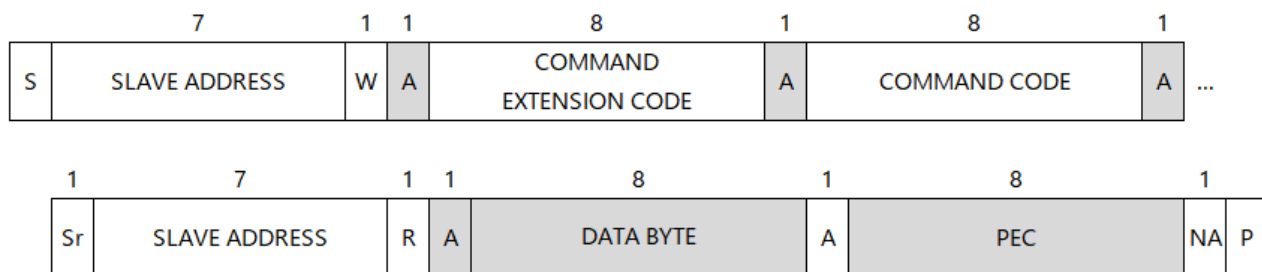 7 1 1 8 1 8 1
S SLAVE ADDRESS W A COMMAND EXTENSION CODE A COMMAND CODE A ...
1 7 1 1 8 1 8 1
Sr SLAVE ADDRESS R A DATA BYTE A PEC NA P